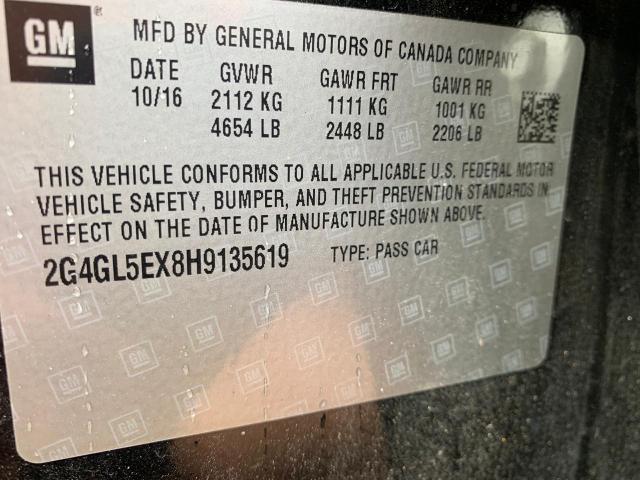 GM ®
MFD BY GENERAL MOTORS OF CANADA COMPANY
DATE GVWR GAWR FRT GAWR RR
10/16 2112 KG 1111 KG 1001 KG
4654 LB 2448 LB 2206 LB
THIS VEHICLE CONFORMS TO ALL APPLICABLE U.S. FEDERAL MOTOR
VEHICLE SAFETY, BUMPER, AND THEFT PREVENTION STANDARDS IN
EFFECT ON THE DATE OF MANUFACTURE SHOWN ABOVE.
2G4GL5EX8H9135619 TYPE: PASS CAR